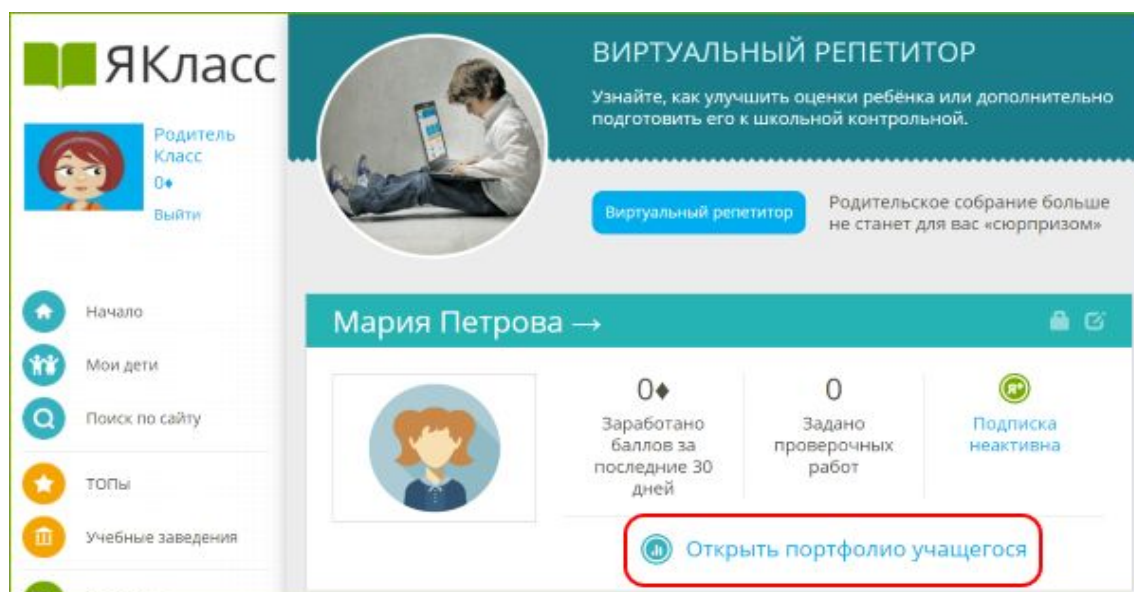 ЯКласс
Родитель
Класс
0♦
Выйти
Начало
Мои дети
Поиск по сайту
ТОПы
Учебные заведения
ВИРТУАЛЬНЫЙ РЕПЕТИТОР
Узнайте, как улучшить оценки ребёнка или дополнительно
подготовить его к школьной контрольной.
Виртуальный репетитор
Родительское собрание больше
не станет для вас «сюрпризом»
Мария Петрова →
0♦
Заработано
баллов за
последние 30
дней
0
Задано
проверочных
работ
Я+
Подписка
неактивна
Открыть портфолио учащегося